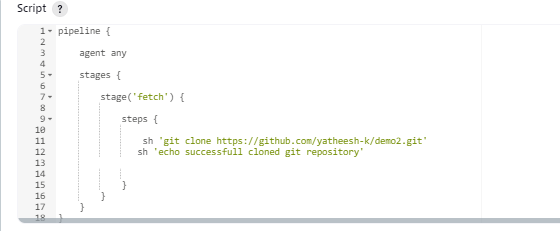 Script ?
1 pipeline {
2
3 agent any
4
5 stages {
6
7 stage('fetch') {
8
9 steps {
10
11 sh 'git clone https://github.com/yatheesh-k/demo2.git'
12 sh 'echo successfull cloned git repository'
13
14
15 }
16 }
17 }
18 }